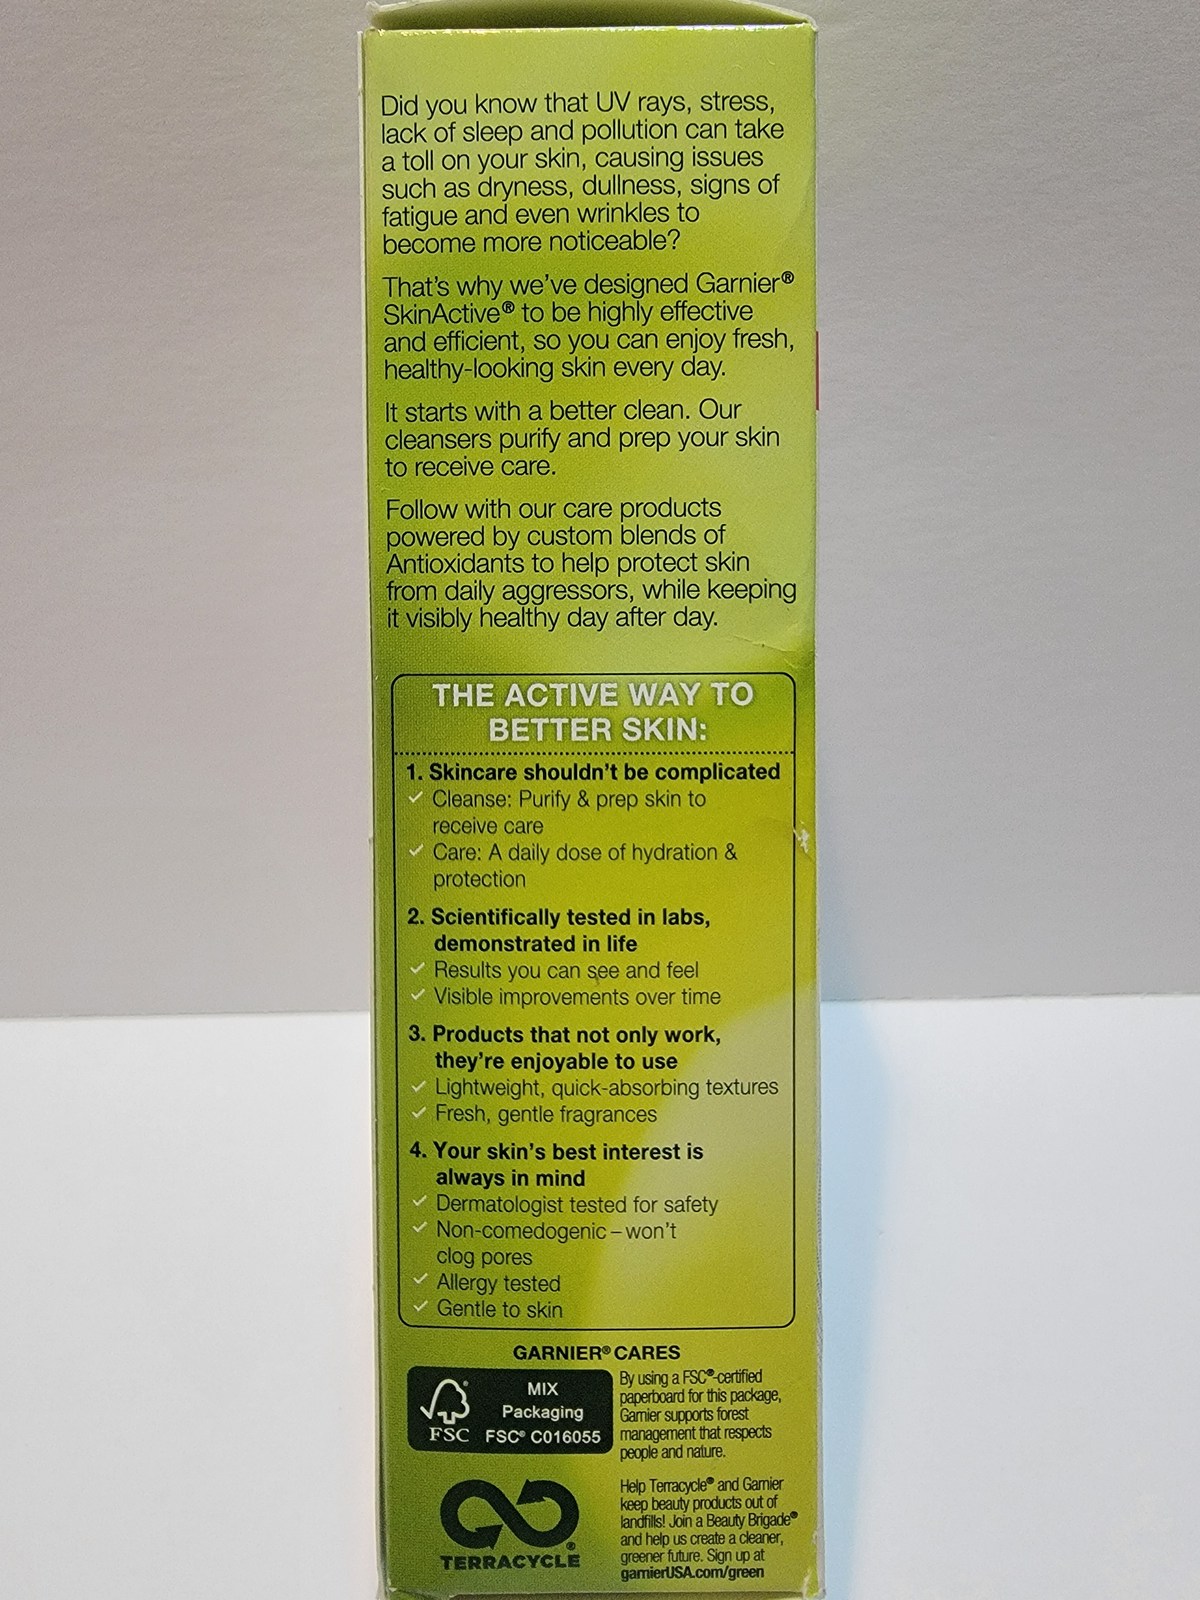 Did you know that UV rays, stress,
lack of sleep and pollution can take
a toll on your skin, causing issues
such as dryness, dullness, signs of
fatigue and even wrinkles to
become more noticeable?
That's why we've designed Garnier®
SkinActive® to be highly effective
and efficient, so you can enjoy fresh,
healthy-looking skin every day.
It starts with a better clean. Our
cleansers purify and prep your skin
to receive care.
Follow with our care products
powered by custom blends of
Antioxidants to help protect skin
from daily aggressors, while keeping
it visibly healthy day after day.
THE ACTIVE WAY TO
BETTER SKIN:
1. Skincare shouldn't be complicated
✓ Cleanse: Purify & prep skin to
receive care
✓ Care: A daily dose of hydration &
protection
2. Scientifically tested in labs,
demonstrated in life
✓ Results you can see and feel
✓ Visible improvements over time
3. Products that not only work,
they're enjoyable to use
✓ Lightweight, quick-absorbing textures
✓ Fresh, gentle fragrances
4. Your skin's best interest is
always in mind
✓ Dermatologist tested for safety
✓ Non-comedogenic – won't
clog pores
✓ Allergy tested
✓ Gentle to skin
GARNIER® CARES
FSC
MIX
Packaging
FSC® C016055
By using a FSC®-certified
paperboard for this package,
Garnier supports forest
management that respects
people and nature.
TERRACYCLE®
Help Terracycle® and Garnier
keep beauty products out of
landfills! Join a Beauty Brigade®
and help us create a cleaner,
greener future. Sign up at
garnierUSA.com/green